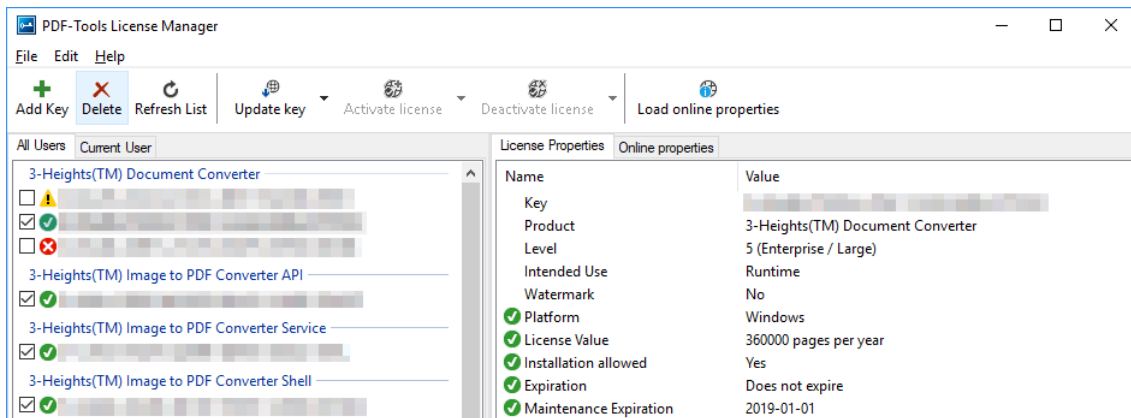 PDF-Tools License Manager
File Edit Help
Add Key Delete Refresh List Update key Activate license Deactivate license Load online properties
All Users Current User
3-Heights(TM) Document Converter
3-Heights(TM) Image to PDF Converter API
3-Heights(TM) Image to PDF Converter Service
3-Heights(TM) Image to PDF Converter Shell
License Properties Online properties
Name Value
Key
Product 3-Heights(TM) Document Converter
Level 5 (Enterprise / Large)
Intended Use Runtime
Watermark No
Platform Windows
License Value 360000 pages per year
Installation allowed Yes
Expiration Does not expire
Maintenance Expiration 2019-01-01